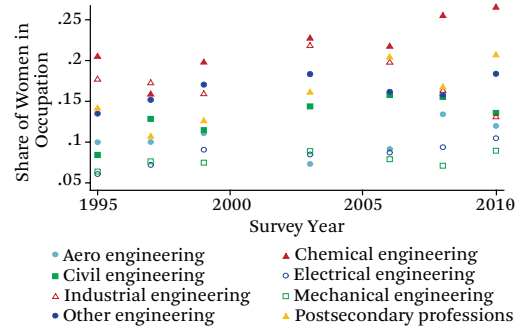 Share of Women in
Occupation
.25
.2
.15
.1
.05
1995
2000
2005
2010
Survey Year
Aero engineering
Chemical engineering
Civil engineering
Electrical engineering
Industrial engineering
Mechanical engineering
Other engineering
Postsecondary professions